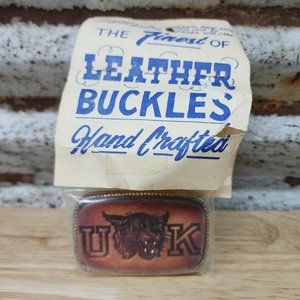 THE Finest OF
LEATHER
BUCKLES
Hand Crafted
U K